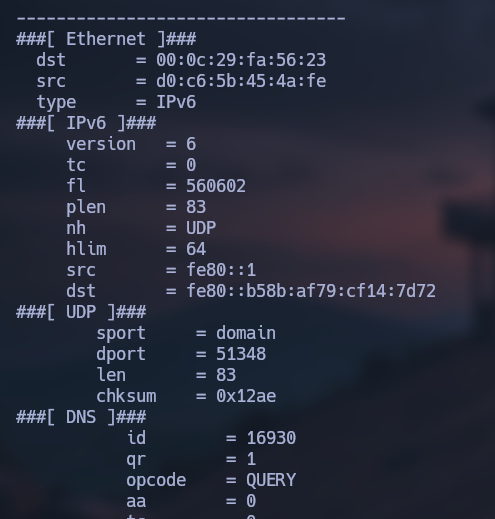 ---------------------------------
###[ Ethernet ]###
  dst       = 00:0c:29:fa:56:23
  src       = d0:c6:5b:45:4a:fe
  type      = IPv6
###[ IPv6 ]###
     version   = 6
     tc        = 0
     fl        = 560602
     plen      = 83
     nh        = UDP
     hlim      = 64
     src       = fe80::1
     dst       = fe80::b58b:af79:cf14:7d72
###[ UDP ]###
        sport     = domain
        dport     = 51348
        len       = 83
        chksum    = 0x12ae
###[ DNS ]###
           id        = 16930
           qr        = 1
           opcode    = QUERY
           aa        = 0